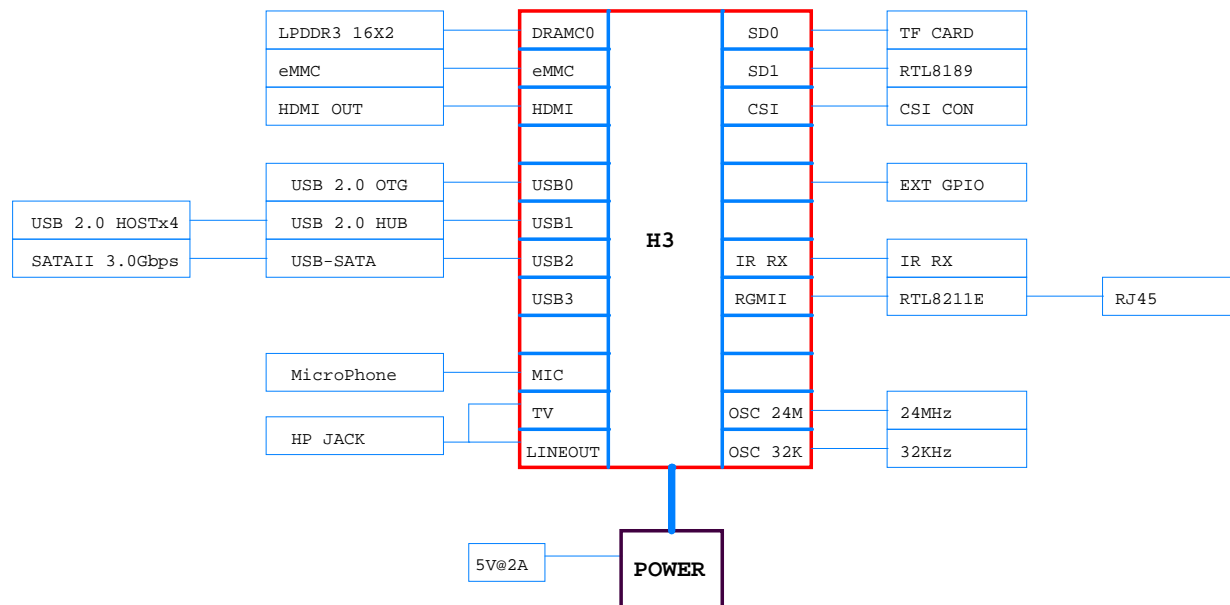 LPDDR3 16X2
DRAMC0
SD0
TF CARD
eMMC
eMMC
SD1
RTL8189
HDMI OUT
HDMI
CSI
CSI CON
USB 2.0 OTG
USB0
EXT GPIO
USB 2.0 HOSTx4
USB 2.0 HUB
USB1
H3
SATAII 3.0Gbps
USB-SATA
USB2
IR RX
IR RX
USB3
RGMII
RTL8211E
RJ45
MicroPhone
MIC
TV
OSC 24M
24MHz
HP JACK
LINEOUT
OSC 32K
32KHz
5V@2A
POWER